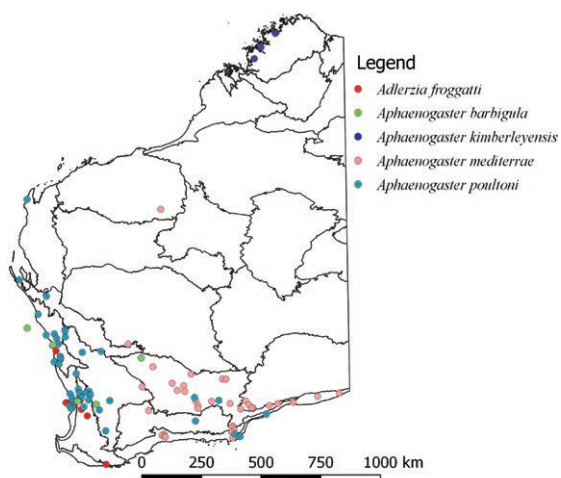 Legend
Adlerzia froggatti
Aphaenogaster barbigula
Aphaenogaster kimberleyensis
Aphaenogaster mediterrae
Aphaenogaster poultoni
0 250 500 750 1000 km